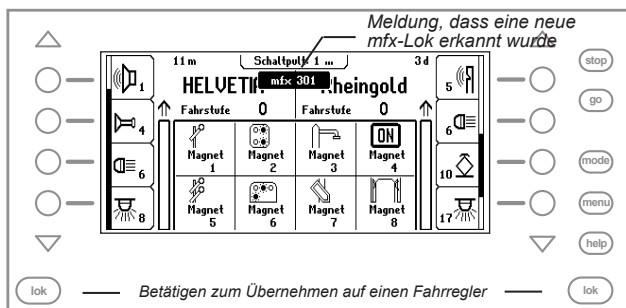 Meldung, dass eine neue
mfx-Lok erkannt wurde
11 m Schaltpult 1 ... 3 d
HELVETI mfx 301 Rheingold
Fahrstufe 0 Fahrstufe 0
1 5
4 6
6 10
8 17
ON
Magnet 1 Magnet 2 Magnet 3 Magnet 4
Magnet 5 Magnet 6 Magnet 7 Magnet 8
stop
go
mode
menu
help
lok Betätigen zum Übernehmen auf einen Fahrregler lok